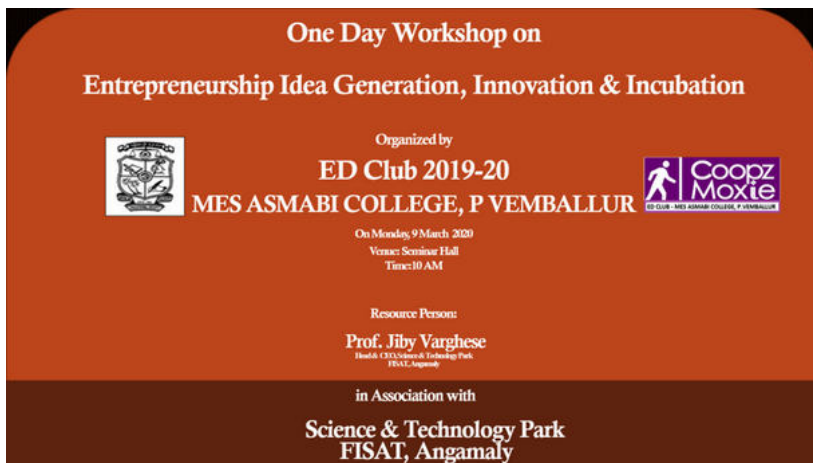 One Day Workshop on
Entrepreneurship Idea Generation, Innovation & Incubation
Organized by
ED Club 2019-20
MES ASMABI COLLEGE, P VEMBALLUR
Coopz
Moxie
ED CLUB - MES ASMABI COLLEGE, P. VEMBALLUR
On Monday, 9 March 2020
Venue: Seminar Hall
Time:10 AM
Resource Person:
Prof. Jiby Varghese
Head & CEO, Science & Technology Park
FISAT, Angamaly
in Association with
Science & Technology Park
FISAT, Angamaly